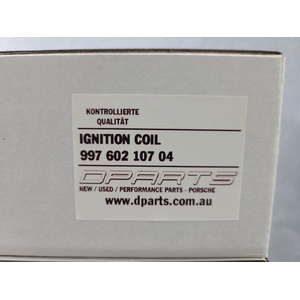 KONTROLLIERTE
QUALITÄT
IGNITION COIL
997 602 107 04
DPARTS
NEW / USED / PERFORMANCE PARTS - PORSCHE
www.dparts.com.au